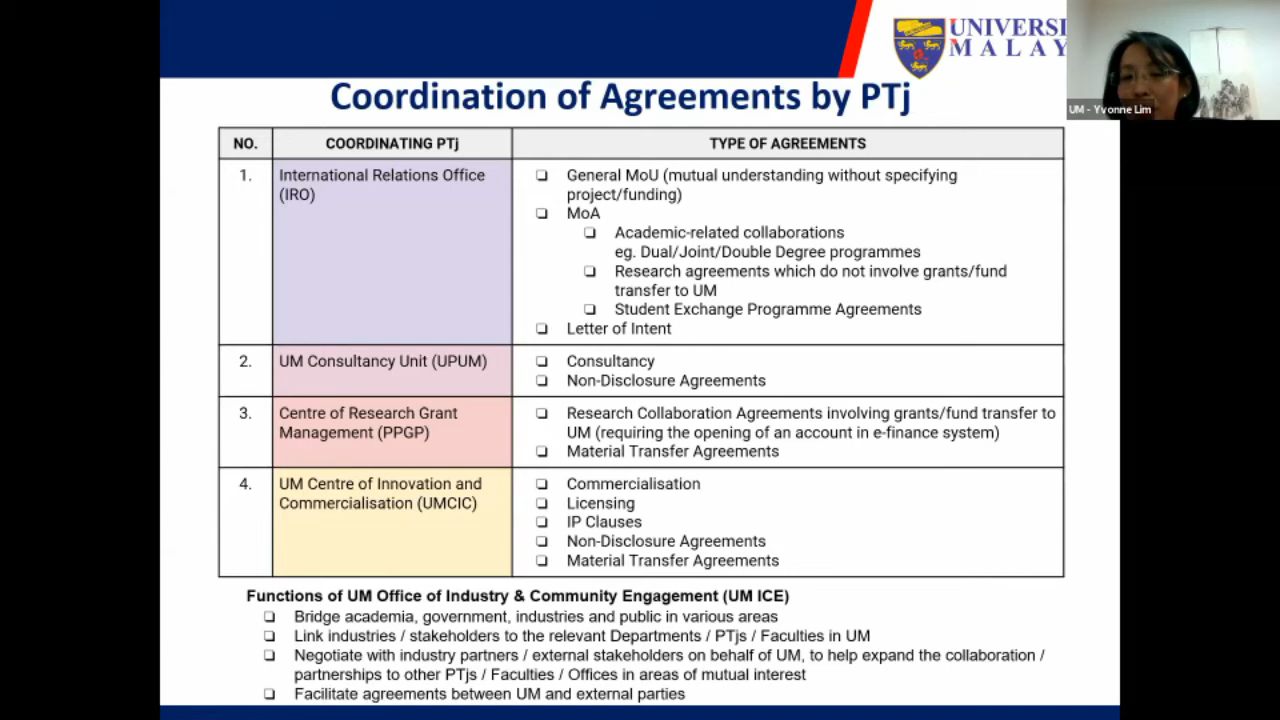 UNIVERSI
MALAY
UM - Yvonne Lim
Coordination of Agreements by PTj
NO. COORDINATING PTj TYPE OF AGREEMENTS
1. International Relations Office
(IRO)
❏ General MoU (mutual understanding without specifying
project/funding)
❏ MoA
❏ Academic-related collaborations
eg. Dual/Joint/Double Degree programmes
❏ Research agreements which do not involve grants/fund
transfer to UM
❏ Student Exchange Programme Agreements
❏ Letter of Intent
2. UM Consultancy Unit (UPUM)
❏ Consultancy
❏ Non-Disclosure Agreements
3. Centre of Research Grant
Management (PPGP)
❏ Research Collaboration Agreements involving grants/fund transfer to
UM (requiring the opening of an account in e-finance system)
❏ Material Transfer Agreements
4. UM Centre of Innovation and
Commercialisation (UMCIC)
❏ Commercialisation
❏ Licensing
❏ IP Clauses
❏ Non-Disclosure Agreements
❏ Material Transfer Agreements
Functions of UM Office of Industry & Community Engagement (UM ICE)
❏ Bridge academia, government, industries and public in various areas
❏ Link industries / stakeholders to the relevant Departments / PTjs / Faculties in UM
❏ Negotiate with industry partners / external stakeholders on behalf of UM, to help expand the collaboration /
partnerships to other PTjs / Faculties / Offices in areas of mutual interest
❏ Facilitate agreements between UM and external parties